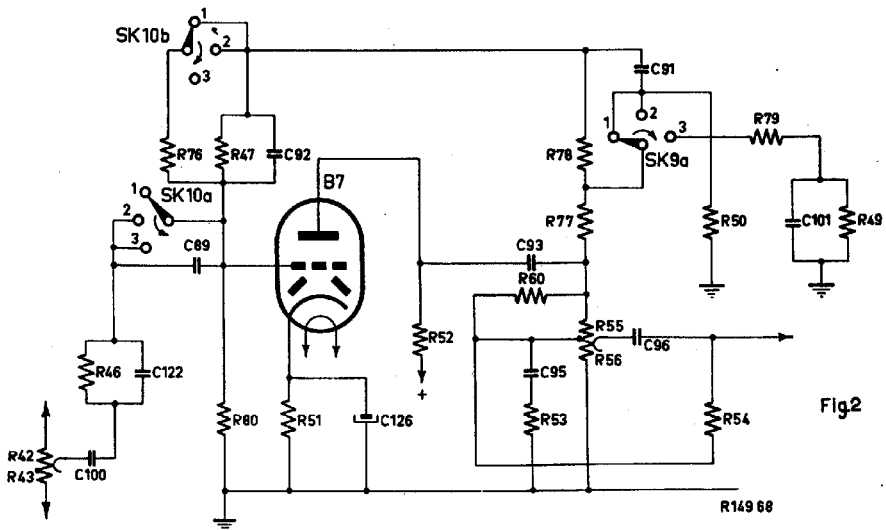 1
SK10b
2
3
C91
2
1
3
R79
R76
R47
C92
R78
SK9a
SK10a
B7
1
2
R77
3
C89
C93
R50
C101
R49
R60
R52
R55
R56
C96
R46
C122
C95
+
R80
R51
C126
R53
R54
Fig.2
R42
R43
C100
R149 68